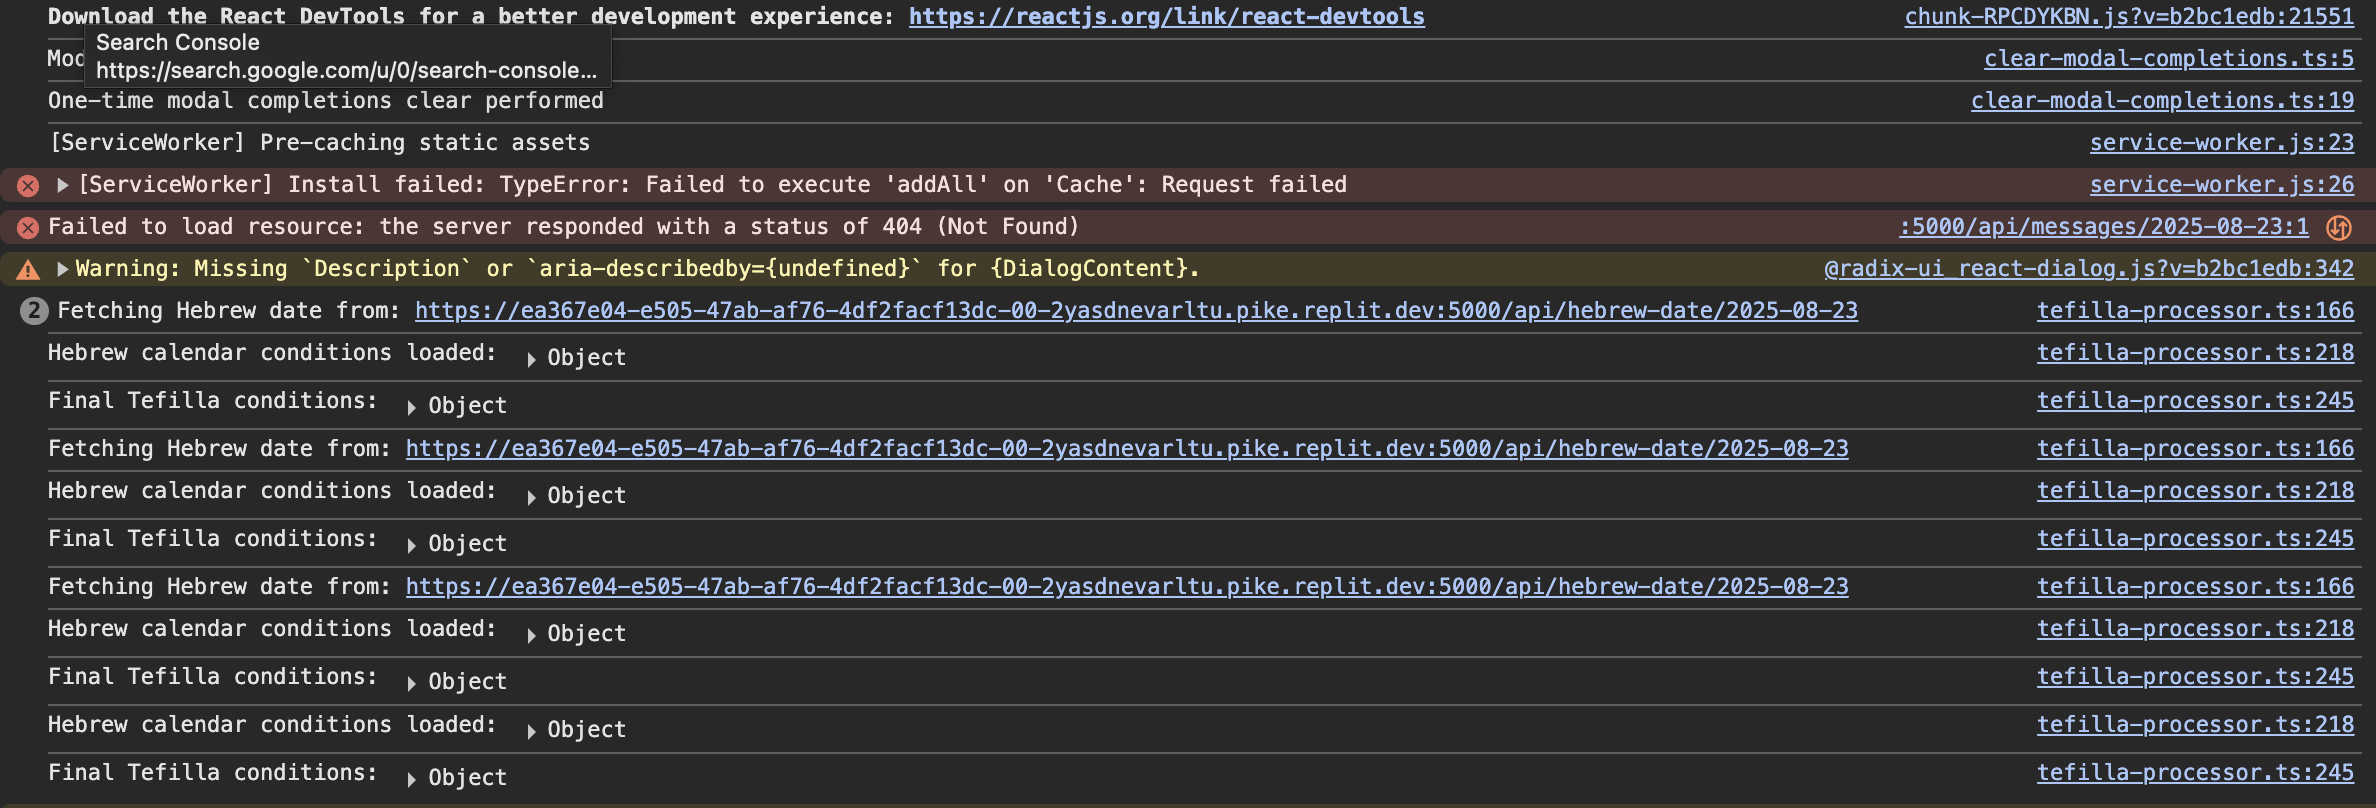 Download the React DevTools for a better development experience: https://reactjs.org/link/react-devtools chunk-RPCDYKBN.js?v=b2bc1edb:21551
Search Console
https://search.google.com/u/0/search-console...
Mod clear-modal-completions.ts:5
One-time modal completions clear performed clear-modal-completions.ts:19
[ServiceWorker] Pre-caching static assets service-worker.js:23
[ServiceWorker] Install failed: TypeError: Failed to execute 'addAll' on 'Cache': Request failed service-worker.js:26
Failed to load resource: the server responded with a status of 404 (Not Found) :5000/api/messages/2025-08-23:1
Warning: Missing `Description` or `aria-describedby={undefined}` for {DialogContent}. @radix-ui_react-dialog.js?v=b2bc1edb:342
2 Fetching Hebrew date from: https://ea367e04-e505-47ab-af76-4df2facf13dc-00-2yasdnevarltu.pike.replit.dev:5000/api/hebrew-date/2025-08-23 tefilla-processor.ts:166
Hebrew calendar conditions loaded: Object tefilla-processor.ts:218
Final Tefilla conditions: Object tefilla-processor.ts:245
Fetching Hebrew date from: https://ea367e04-e505-47ab-af76-4df2facf13dc-00-2yasdnevarltu.pike.replit.dev:5000/api/hebrew-date/2025-08-23 tefilla-processor.ts:166
Hebrew calendar conditions loaded: Object tefilla-processor.ts:218
Final Tefilla conditions: Object tefilla-processor.ts:245
Fetching Hebrew date from: https://ea367e04-e505-47ab-af76-4df2facf13dc-00-2yasdnevarltu.pike.replit.dev:5000/api/hebrew-date/2025-08-23 tefilla-processor.ts:166
Hebrew calendar conditions loaded: Object tefilla-processor.ts:218
Final Tefilla conditions: Object tefilla-processor.ts:245
Hebrew calendar conditions loaded: Object tefilla-processor.ts:218
Final Tefilla conditions: Object tefilla-processor.ts:245